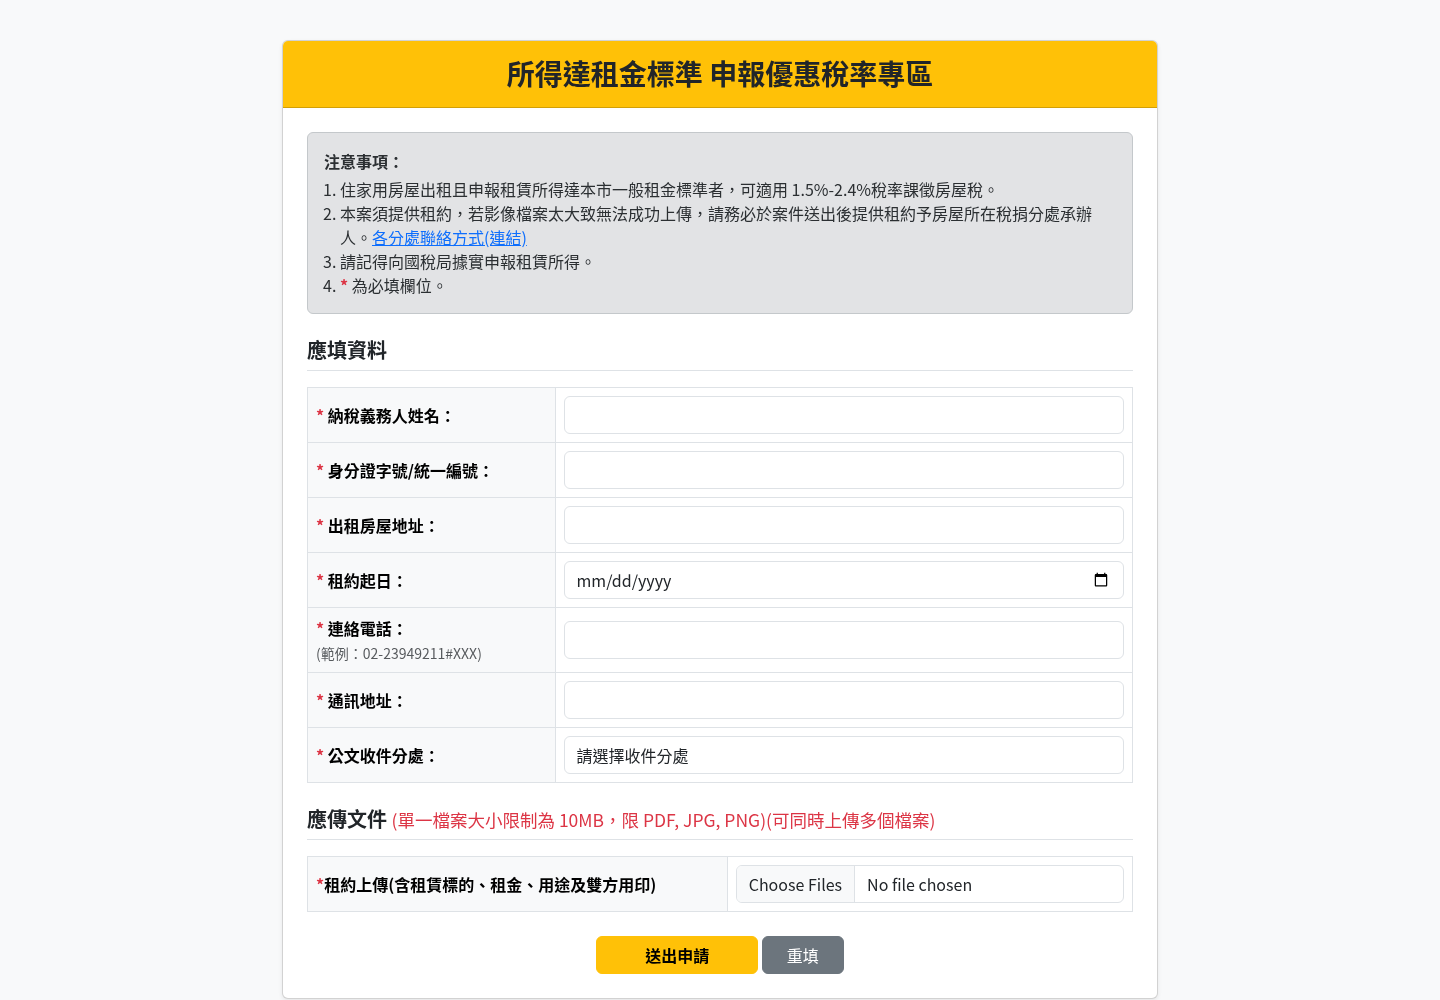 所得達租金標準 申報優惠稅率專區
注意事項：
1. 住家用房屋出租且申報租賃所得達本市一般租金標準者，可適用 1.5%-2.4%稅率課徵房屋稅。
2. 本案須提供租約，若影像檔案太大致無法成功上傳，請務必於案件送出後提供租約予房屋所在稅捐分處承辦
人。各分處聯絡方式(連結)
3. 請記得向國稅局據實申報租賃所得。
4. * 為必填欄位。
應填資料
* 納稅義務人姓名：
* 身分證字號/統一編號：
* 出租房屋地址：
* 租約起日：
mm/dd/yyyy
* 連絡電話：
(範例：02-23949211#XXX)
* 通訊地址：
* 公文收件分處：
請選擇收件分處
應傳文件 (單一檔案大小限制為 10MB，限 PDF, JPG, PNG)(可同時上傳多個檔案)
*租約上傳(含租賃標的、租金、用途及雙方用印)
Choose Files No file chosen
送出申請
重填